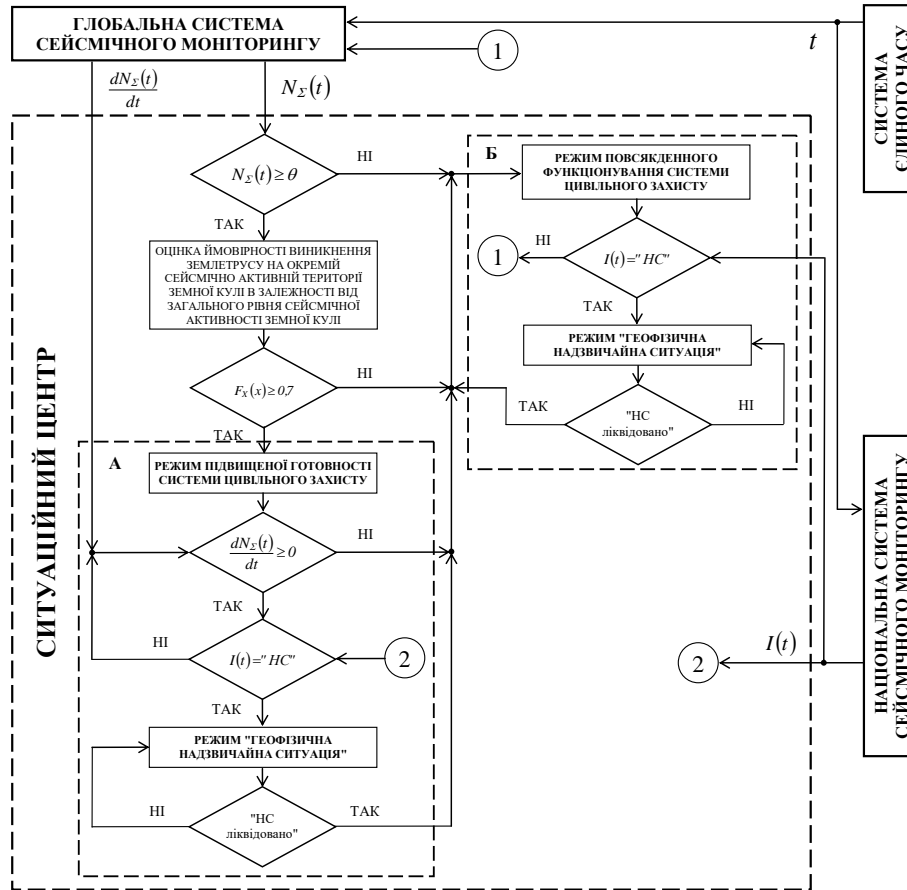 ГЛОБАЛЬНА СИСТЕМА
СЕЙСМІЧНОГО МОНІТОРИНГУ
1
t
СИСТЕМА
ЄДИНОГО ЧАСУ
dN_Σ(t)
dt
N_Σ(t)
СИТУАЦІЙНИЙ ЦЕНТР
N_Σ(t) ≥ θ
НІ
ТАК
ОЦІНКА ЙМОВІРНОСТІ ВИНИКНЕННЯ
ЗЕМЛЕТРУСУ НА ОКРЕМІЙ
СЕЙСМІЧНО АКТИВНІЙ ТЕРИТОРІЇ
ЗЕМНОЇ КУЛІ В ЗАЛЕЖНОСТІ ВІД
ЗАГАЛЬНОГО РІВНЯ СЕЙСМІЧНОЇ
АКТИВНОСТІ ЗЕМНОЇ КУЛІ
F_X(x) ≥ 0,7
НІ
ТАК
Б
РЕЖИМ ПОВСЯКДЕННОГО
ФУНКЦІОНУВАННЯ СИСТЕМИ
ЦИВІЛЬНОГО ЗАХИСТУ
НІ
1
I(t)="НС"
ТАК
РЕЖИМ "ГЕОФІЗИЧНА
НАДЗВИЧАЙНА СИТУАЦІЯ"
ТАК
"НС
ліквідовано"
НІ
А
РЕЖИМ ПІДВИЩЕНОЇ ГОТОВНОСТІ
СИСТЕМИ ЦИВІЛЬНОГО ЗАХИСТУ
dN_Σ(t)
dt
≥ 0
НІ
ТАК
НІ
I(t)="НС"
2
ТАК
РЕЖИМ "ГЕОФІЗИЧНА
НАДЗВИЧАЙНА СИТУАЦІЯ"
НІ
"НС
ліквідовано"
ТАК
2
I(t)
НАЦІОНАЛЬНА СИСТЕМА
СЕЙСМІЧНОГО МОНІТОРИНГУ